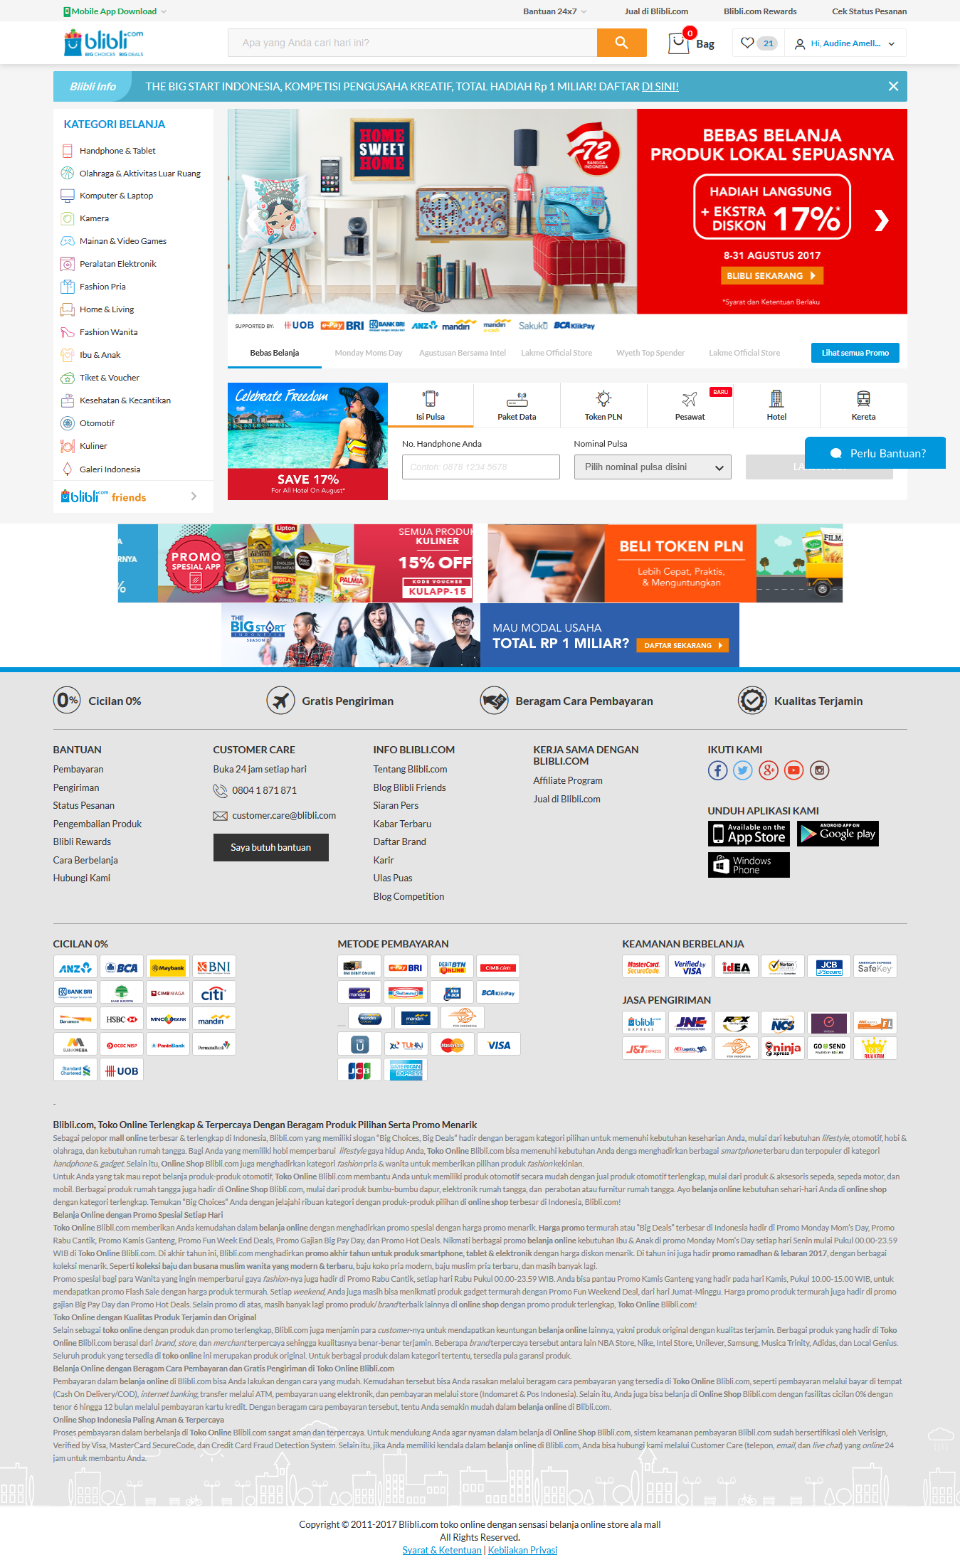 Mobile App Download
Bantuan 24x7
Jual di Blibli.com
Blibli.com Rewards
Cek Status Pesanan
blibli.com
BIG CHOICES BIG DEALS
Apa yang Anda cari hari ini?
0
Bag
21
Hi, Audine Amell...
Blibli Info
THE BIG START INDONESIA, KOMPETISI PENGUSAHA KREATIF, TOTAL HADIAH Rp 1 MILIAR! DAFTAR DI SINI!
KATEGORI BELANJA
Handphone & Tablet
Olahraga & Aktivitas Luar Ruang
Komputer & Laptop
Kamera
Mainan & Video Games
Peralatan Elektronik
Fashion Pria
Home & Living
Fashion Wanita
Ibu & Anak
Tiket & Voucher
Kesehatan & Kecantikan
Otomotif
Kuliner
Galeri Indonesia
blibli.com friends
HOME
SWEET
HOME
72
BEBAS BELANJA
PRODUK LOKAL SEPUASNYA
HADIAH LANGSUNG
+ EKSTRA DISKON 17%*
8-31 AGUSTUS 2017
BLIBLI SEKARANG
*Syarat dan Ketentuan Berlaku
SUPPORTED BY:
UOB
e-Pay BRI
BANK BRI
ANZ
mandiri
mandiri
Sakuku
BCA KlikPay
Bebas Belanja
Monday Moms Day
Agustusan Bersama Intel
Lakme Official Store
Wyeth Top Spender
Lakme Official Store
Lihat semua Promo
Celebrate Freedom
SAVE 17%
For All Hotel On August*
Isi Pulsa
Paket Data
Token PLN
BARU
Pesawat
Hotel
Kereta
No. Handphone Anda
Nominal Pulsa
Contoh: 0878 1234 5678
Pilih nominal pulsa disini
Perlu Bantuan?
PROMO
SPESIAL APP
Lipton
PALMIA
SEMUA PRODUK
KULINER
15% OFF
KODE VOUCHER
KULAPP-15
BELI TOKEN PLN
Lebih Cepat, Praktis,
& Menguntungkan
THE
BIG START
INDONESIA
SEASON 2
MAU MODAL USAHA
TOTAL RP 1 MILIAR?
DAFTAR SEKARANG
0%
Cicilan 0%
Gratis Pengiriman
Beragam Cara Pembayaran
Kualitas Terjamin
BANTUAN
Pembayaran
Pengiriman
Status Pesanan
Pengembalian Produk
Blibli Rewards
Cara Berbelanja
Hubungi Kami
CUSTOMER CARE
Buka 24 jam setiap hari
0804 1 871 871
customer.care@blibli.com
Saya butuh bantuan
INFO BLIBLI.COM
Tentang Blibli.com
Blog Blibli Friends
Siaran Pers
Kabar Terbaru
Daftar Brand
Karir
Ulas Puas
Blog Competition
KERJA SAMA DENGAN
BLIBLI.COM
Affiliate Program
Jual di Blibli.com
IKUTI KAMI
UNDUH APLIKASI KAMI
Available on the
App Store
ANDROID APP ON
Google play
Windows
Phone
CICILAN 0%
ANZ
BCA
Maybank
BNI
BANK BRI
CIMB NIAGA
citi
Danamon
HSBC
MNC BANK
mandiri
BANK MEGA
OCBC NISP
PaninBank
PermataBank
Standard Chartered
UOB
METODE PEMBAYARAN
e-Pay BRI
DEBIT BTN ONLINE
CIMB clicks
mandiri
Indomaret
BCA
BCA KlikPay
mandiri
mandiri
POS INDONESIA
TUNAI
MasterCard
VISA
JCB
AMERICAN EXPRESS
KEAMANAN BERBELANJA
MasterCard. SecureCode
Verified by VISA
idEA
Norton
JCB J/Secure
AMERICAN EXPRESS SafeKey
JASA PENGIRIMAN
blibli EXPRESS
JNE
RPX
NCS
FL
J&T EXPRESS
POS INDONESIA
ninja xpress
GO SEND
RAJA KIRIM
-
Blibli.com, Toko Online Terlengkap & Terpercaya Dengan Beragam Produk Pilihan Serta Promo Menarik
Sebagai pelopor mall online terbesar & terlengkap di Indonesia, Blibli.com yang memiliki slogan "Big Choices, Big Deals" hadir dengan beragam kategori pilihan untuk memenuhi kebutuhan keseharian Anda, mulai dari kebutuhan lifestyle, otomotif, hobi &
olahraga, dan kebutuhan rumah tangga. Bagi Anda yang memiliki hobi memperbarui lifestyle gaya hidup Anda, Toko Online Blibli.com bisa memenuhi kebutuhan Anda denga menghadirkan berbagai smartphone terbaru dan terpopuler di kategori
handphone & gadget. Selain itu, Online Shop Blibli.com juga menghadirkan kategori fashion pria & wanita untuk memberikan pilihan produk fashion kekinian.
Untuk Anda yang tak mau repot belanja produk-produk otomotif, Toko Online Blibli.com membantu Anda untuk memiliki produk otomotif secara mudah dengan jual produk otomotif terlengkap, mulai dari produk & aksesoris sepeda, sepeda motor, dan
mobil. Berbagai produk rumah tangga juga hadir di Online Shop Blibli.com, mulai dari produk bumbu-bumbu dapur, elektronik rumah tangga, dan perabotan atau furnitur rumah tangga. Ayo belanja online kebutuhan sehari-hari Anda di online shop
dengan kategori terlengkap. Temukan "Big Choices" Anda dengan jelajahi ribuan kategori dengan produk-produk pilihan di online shop terbesar di Indonesia, Blibli.com!
Belanja Online dengan Promo Spesial Setiap Hari
Toko Online Blibli.com memberikan Anda kemudahan dalam belanja online dengan menghadirkan promo spesial dengan harga promo menarik. Harga promo termurah atau "Big Deals" terbesar di Indonesia hadir di Promo Monday Mom's Day, Promo
Rabu Cantik, Promo Kamis Ganteng, Promo Fun Week End Deals, Promo Gajian Big Pay Day, dan Promo Hot Deals. Nikmati berbagai promo belanja online kebutuhan Ibu & Anak di promo Monday Mom's Day setiap hari Senin mulai Pukul 00.00-23.59
WIB di Toko Online Blibli.com. Di akhir tahun ini, Blibli.com menghadirkan promo akhir tahun untuk produk smartphone, tablet & elektronik dengan harga diskon menarik. Di tahun ini juga hadir promo ramadhan & lebaran 2017, dengan berbagai
koleksi menarik. Seperti koleksi baju dan busana muslim wanita yang modern & terbaru, baju koko pria modern, baju muslim pria terbaru, dan masih banyak lagi.
Promo spesial bagi para Wanita yang ingin memperbarui gaya fashion-nya juga hadir di Promo Rabu Cantik, setiap hari Rabu Pukul 00.00-23.59 WIB. Anda bisa pantau Promo Kamis Ganteng yang hadir pada hari Kamis, Pukul 10.00-15.00 WIB, untuk
mendapatkan promo Flash Sale dengan harga produk termurah. Setiap weekend, Anda juga masih bisa menikmati produk gadget termurah dengan Promo Fun Weekend Deal, dari hari Jumat-Minggu. Harga promo produk termurah juga hadir di promo
gajian Big Pay Day dan Promo Hot Deals. Selain promo di atas, masih banyak lagi promo produk/brand terbaik lainnya di online shop dengan promo produk terlengkap, Toko Online Blibli.com!
Toko Online dengan Kualitas Produk Terjamin dan Original
Selain sebagai toko online dengan produk dan promo terlengkap, Blibli.com juga menjamin para customer-nya untuk mendapatkan keuntungan belanja online lainnya, yakni produk original dengan kualitas terjamin. Berbagai produk yang hadir di Toko
Online Blibli.com berasal dari brand, store, dan merchant terpercaya sehingga kualitasnya benar-benar terjamin. Beberapa brand terpercaya tersebut antara lain NBA Store, Nike, Intel Store, Unilever, Samsung, Musica Trinity, Adidas, dan Local Genius.
Seluruh produk yang tersedia di toko online ini merupakan produk original. Untuk berbagai produk dalam kategori tertentu, tersedia pula garansi produk.
Belanja Online dengan Beragam Cara Pembayaran dan Gratis Pengiriman di Toko Online Blibli.com
Pembayaran dalam belanja online di Blibli.com bisa Anda lakukan dengan cara yang mudah. Kemudahan tersebut bisa Anda rasakan melalui beragam cara pembayaran yang tersedia di Toko Online Blibli.com, seperti pembayaran melalui bayar di tempat
(Cash On Delivery/COD), internet banking, transfer melalui ATM, pembayaran uang elektronik, dan pembayaran melalui store (Indomaret & Pos Indonesia). Selain itu, Anda juga bisa belanja di Online Shop Blibli.com dengan fasilitas cicilan 0% dengan
tenor 6 hingga 12 bulan melalui pembayaran kartu kredit. Dengan beragam cara pembayaran tersebut, tentu Anda semakin mudah dalam belanja online di Blibli.com.
Online Shop Indonesia Paling Aman & Terpercaya
Proses pembayaran dalam berbelanja di Toko Online Blibli.com sangat aman dan terpercaya. Untuk mendukung Anda agar nyaman dalam belanja di Online Shop Blibli.com, sistem keamanan pembayaran Blibli.com sudah bersertifikasi oleh Verisign,
Verified by Visa, MasterCard SecureCode, dan Credit Card Fraud Detection System. Selain itu, jika Anda memiliki kendala dalam belanja online di Blibli.com, Anda bisa hubungi kami melalui Customer Care (telepon, email, dan live chat) yang online 24
jam untuk membantu Anda.
Copyright © 2011-2017 Blibli.com toko online dengan sensasi belanja online store ala mall
All Rights Reserved.
Syarat & Ketentuan | Kebijakan Privasi